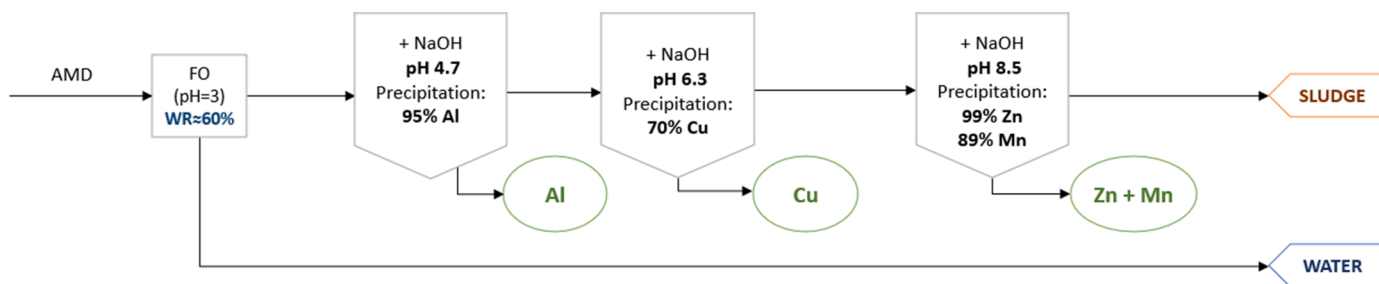 AMD
FO
(pH=3)
WR≈60%
+ NaOH
pH 4.7
Precipitation:
95% Al
Al
+ NaOH
pH 6.3
Precipitation:
70% Cu
Cu
+ NaOH
pH 8.5
Precipitation:
99% Zn
89% Mn
Zn + Mn
SLUDGE
WATER